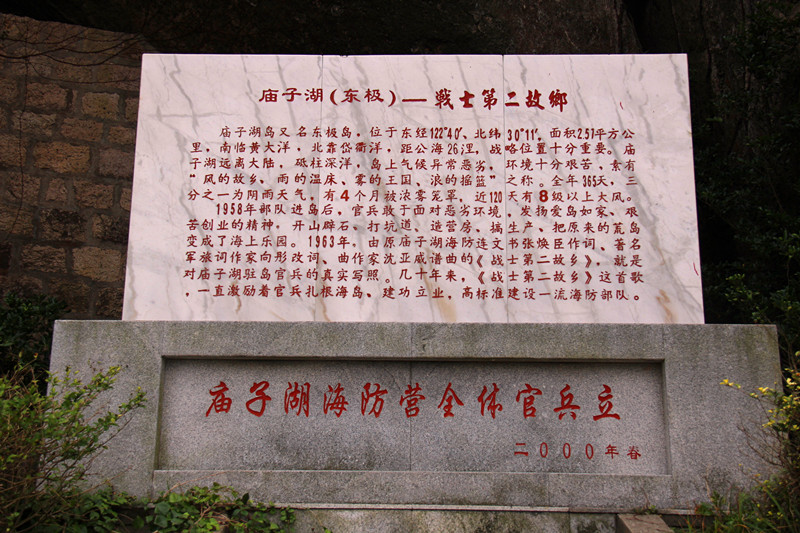 庙子湖(东极)—戦士第二故鄉
庙子湖岛又名东极岛,位于东经122°40′、北纬30°11′,面积2.57平方公
里,南临黄大洋,北靠岱衢洋,距公海26浬,战略位置十分重要。庙
子湖远离大陆,砥柱深洋,岛上气候异常恶劣,环境十分艰苦,素有
“风的故乡、雨的温床、雾的王国、浪的摇篮”之称。全年365天,三
分之一为阴雨天气,有4个月被浓雾笼罩,近120天有8级以上大风。
1958年部队进岛后,官兵敢于面对恶劣环境,发扬爱岛如家、艰
苦创业的精神,开山辟石、打坑道、造营房、搞生产、把原来的荒岛
变成了海上乐园。1963年,由原庙子湖海防连文书张焕臣作词、著名
军旅词作家向彤改词、曲作家沈亚威谱曲的《战士第二故乡》,就是
对庙子湖驻岛官兵的真实写照。几十年来,《战士第二故乡》这首歌
,一直激励着官兵扎根海岛、建功立业,高标准建设一流海防部队。
庙子湖海防营全体官兵立
二000年春